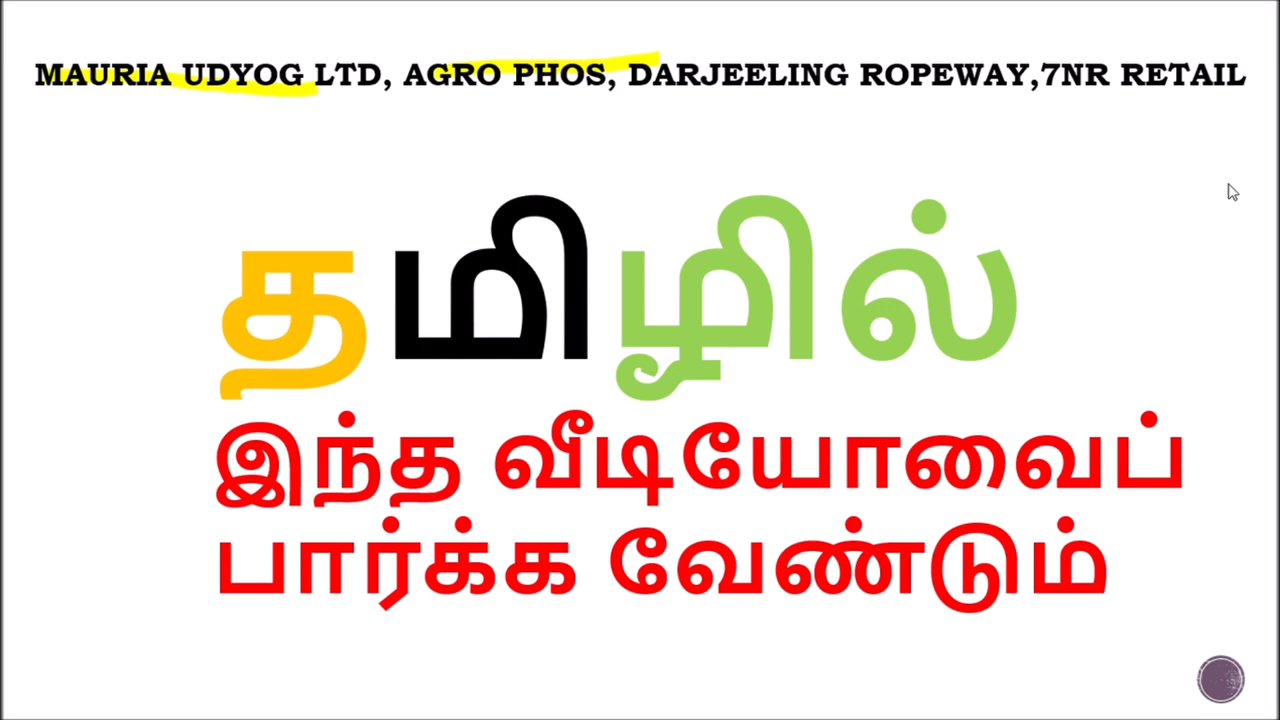 MAURIA UDYOG LTD, AGRO PHOS, DARJEELING ROPEWAY,7NR RETAIL
தமிழில்
இந்த வீடியோவைப்
பார்க்க வேண்டும்